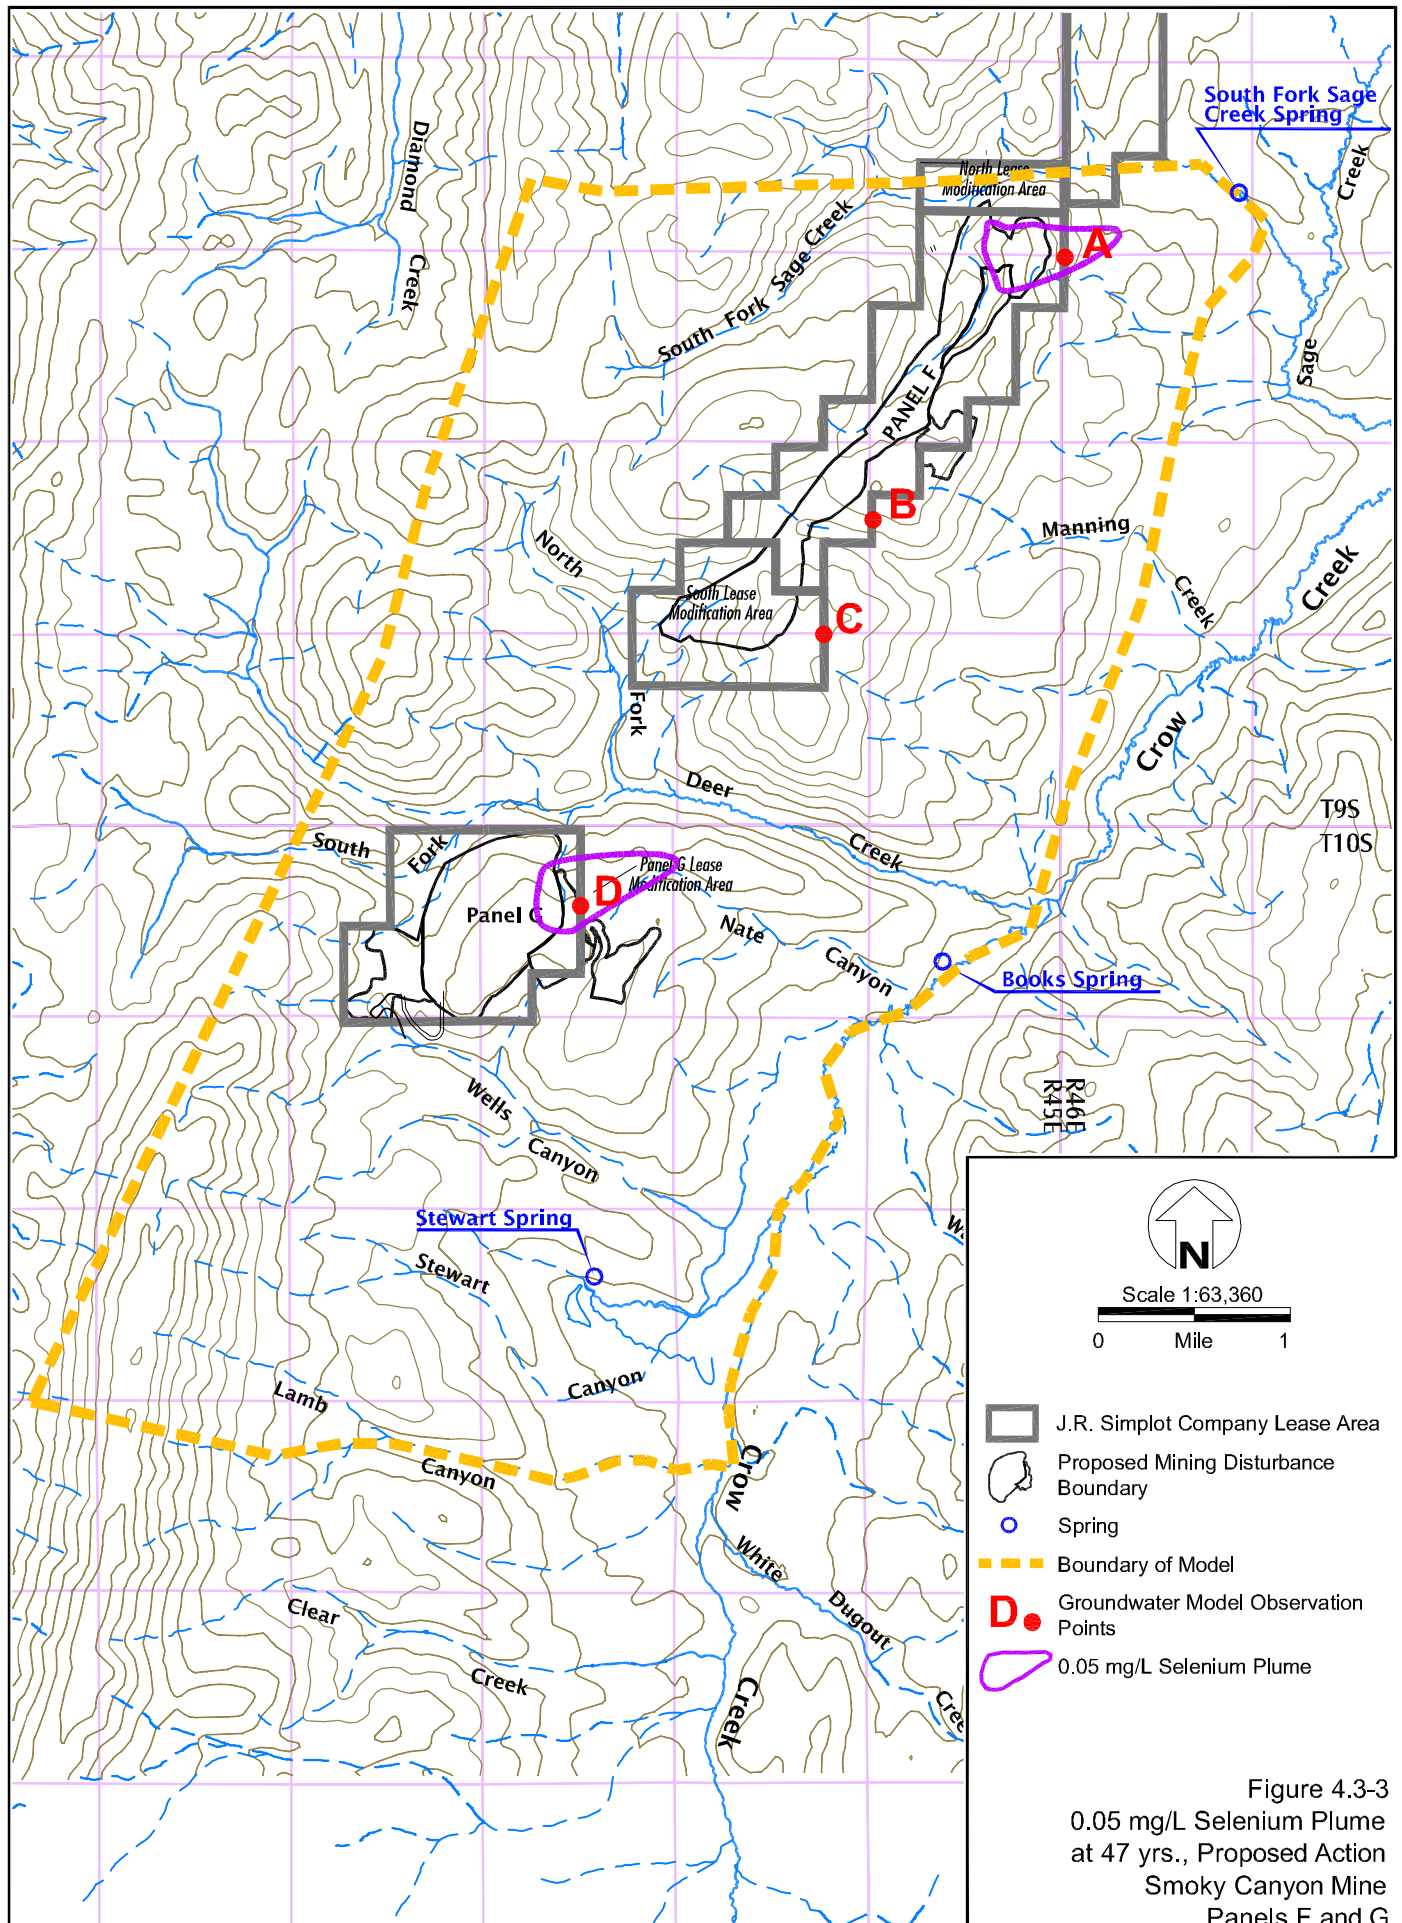 South Fork Sage
Creek Spring
Diamond
Creek
North Lease
Modification Area
Creek
Sage
South Fork Sage Creek
A
PANEL F
B
Manning
Creek
North
Fork
South Lease
Modification Area
C
Crow
Creek
Deer
Creek
T9S
T10S
South
Fork
Panel G Lease
Modification Area
D
Panel G
Nate
Canyon
Books Spring
R46E
R45E
Wells
Canyon
Stewart Spring
Stewart
Canyon
Lamb
Canyon
Crow
Creek
White
Dugout
Cree
Clear
Creek
N
Scale 1:63,360
0 Mile 1
J.R. Simplot Company Lease Area
Proposed Mining Disturbance
Boundary
Spring
Boundary of Model
D
Groundwater Model Observation
Points
0.05 mg/L Selenium Plume
Figure 4.3-3
0.05 mg/L Selenium Plume
at 47 yrs., Proposed Action
Smoky Canyon Mine
Panels F and G